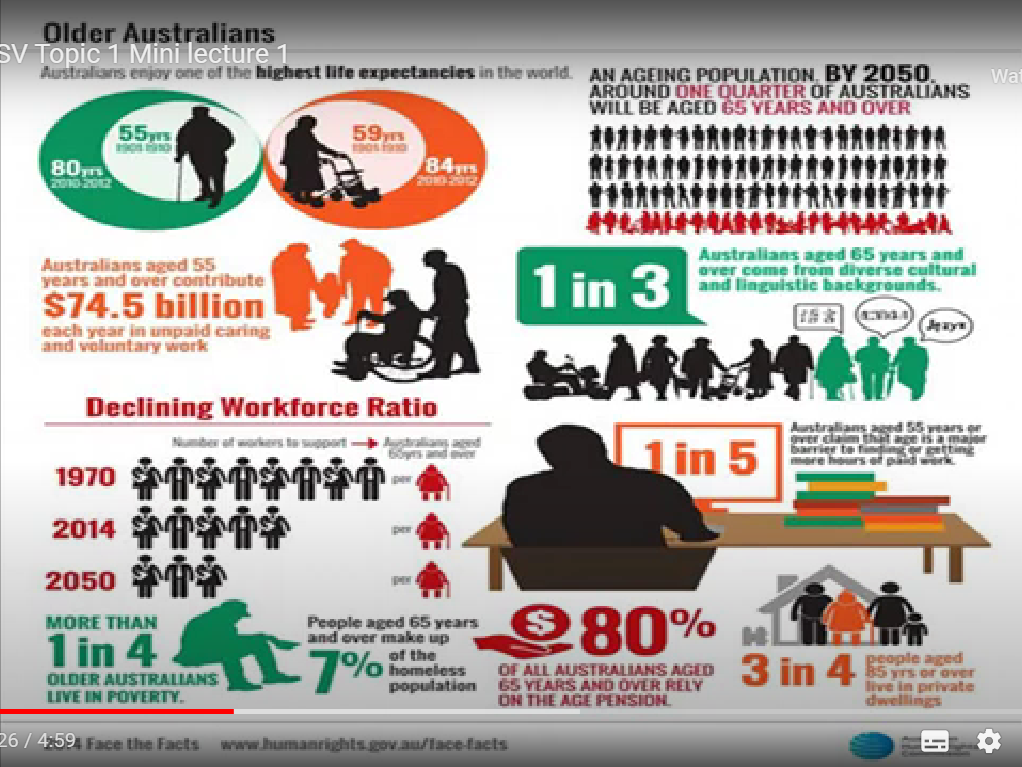 Older Australians
SV Topic 1 Mini lecture 1
Wat
Australians enjoy one of the highest life expectancies in the world.
55yrs
1901-1910
80yrs
2010-2012
59yrs
1901-1910
84yrs
2010-2012
AN AGEING POPULATION. BY 2050,
AROUND ONE QUARTER OF AUSTRALIANS
WILL BE AGED 65 YEARS AND OVER
Australians aged 55
years and over contribute
$74.5 billion
each year in unpaid caring
and voluntary work
1 in 3
Australians aged 65 years and
over come from diverse cultural
and linguistic backgrounds.
Declining Workforce Ratio
Number of workers to support
Australians aged
65yrs and over
1970
per
2014
per
2050
per
1 in 5
Australians aged 55 years or
over claim that age is a major
barrier to finding or getting
more hours of paid work.
MORE THAN
1 in 4
OLDER AUSTRALIANS
LIVE IN POVERTY.
People aged 65 years
and over make up
7% of the
homeless
population
$
80%
OF ALL AUSTRALIANS AGED
65 YEARS AND OVER RELY
ON THE AGE PENSION.
3 in 4
people aged
85 yrs or over
live in private
dwellings
26 / 4:59
Face the Facts www.humanrights.gov.au/face-facts